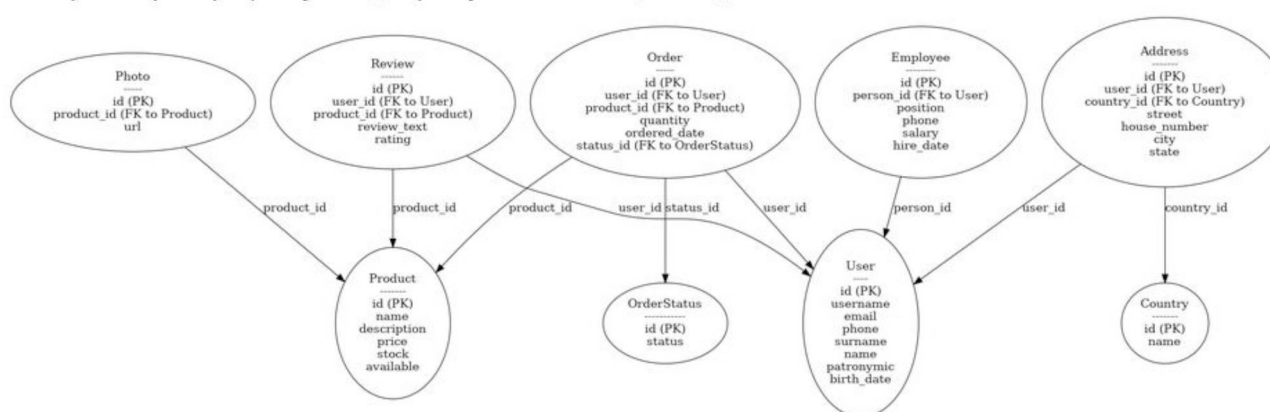 Photo
-----
id (PK)
product_id (FK to Product)
url
Review
-------
id (PK)
user_id (FK to User)
product_id (FK to Product)
review_text
rating
Order
-----
id (PK)
user_id (FK to User)
product_id (FK to Product)
quantity
ordered_date
status_id (FK to OrderStatus)
Employee
--------
id (PK)
person_id (FK to User)
position
phone
salary
hire_date
Address
--------
id (PK)
user_id (FK to User)
country_id (FK to Country)
street
house_number
city
state
product_id
product_id
product_id
user_id
status_id
user_id
person_id
user_id
country_id
Product
-------
id (PK)
name
description
price
stock
available
OrderStatus
-----------
id (PK)
status
User
----
id (PK)
username
email
phone
surname
name
patronymic
birth_date
Country
-------
id (PK)
name